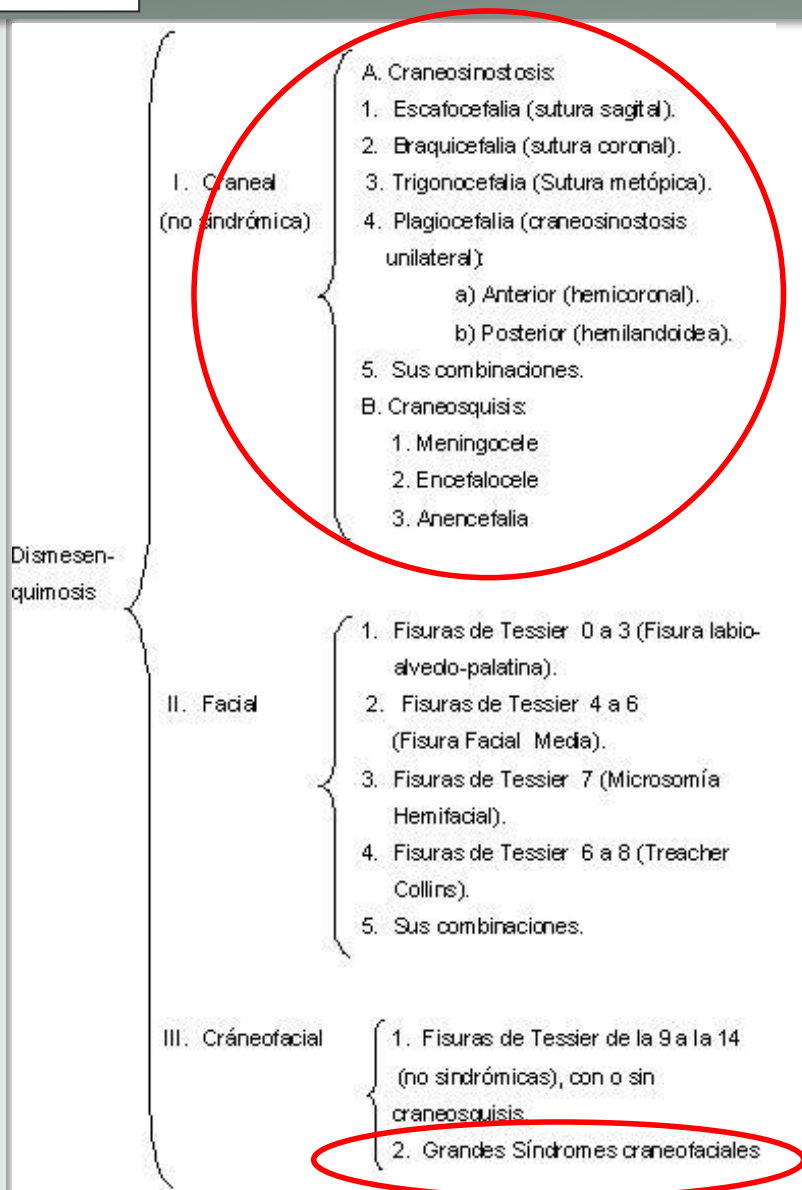 A. Craneosinostosis:
1. Escafocefalia (sutura sagital).
2. Braquicefalia (sutura coronal).
I. Craneal
(no sindrómica)
3. Trigonocefalia (Sutura metópica).
4. Plagiocefalia (craneosinostosis
unilateral):
a) Anterior (hemicoronal).
b) Posterior (hemilandoidea).
5. Sus combinaciones.
B. Craneosquisis:
1. Meningocele
2. Encefalocele
3. Anencefalia
Dismesen-
quimosis
II. Facial
1. Fisuras de Tessier 0 a 3 (Fisura labio-
alveolo-palatina).
2. Fisuras de Tessier 4 a 6
(Fisura Facial Media).
3. Fisuras de Tessier 7 (Microsomía
Hemifacial).
4. Fisuras de Tessier 6 a 8 (Treacher
Collins).
5. Sus combinaciones.
III. Cráneofacial
1. Fisuras de Tessier de la 9 a la 14
(no sindrómicas), con o sin
craneosquisis.
2. Grandes Síndromes craneofaciales